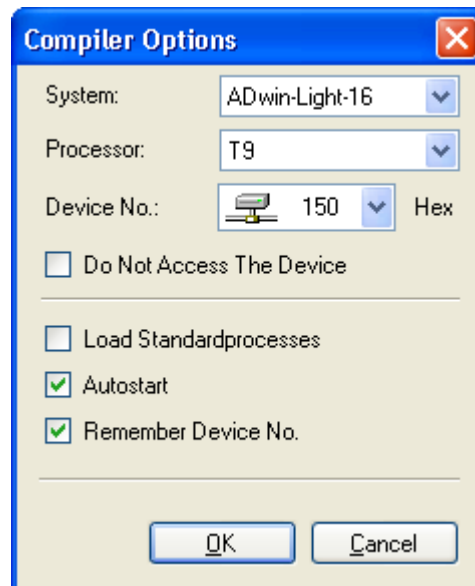 Compiler Options
System: ADwin-Light-16
Processor: T9
Device No.: 150 Hex
Do Not Access The Device
Load Standardprocesses
Autostart
Remember Device No.
OK Cancel